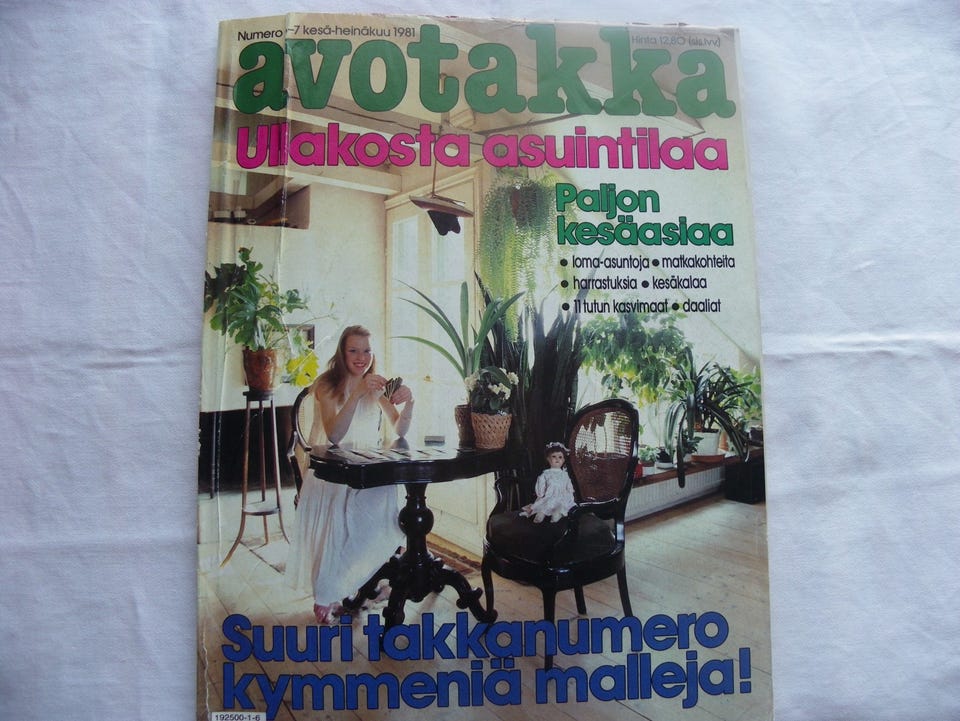 Numero -7 kesä-heinäkuu 1981
Hinta 12,80 (sis.lvv)
avotakka
Ullakosta asuintilaa
Paljon
kesäasiaa
• loma-asuntoja • matkakohteita
• harrastuksia • kesäkalaa
• 11 tutun kasvimaat • daaliat
Suuri takkanumero
kymmeniä malleja!
192500-1-6